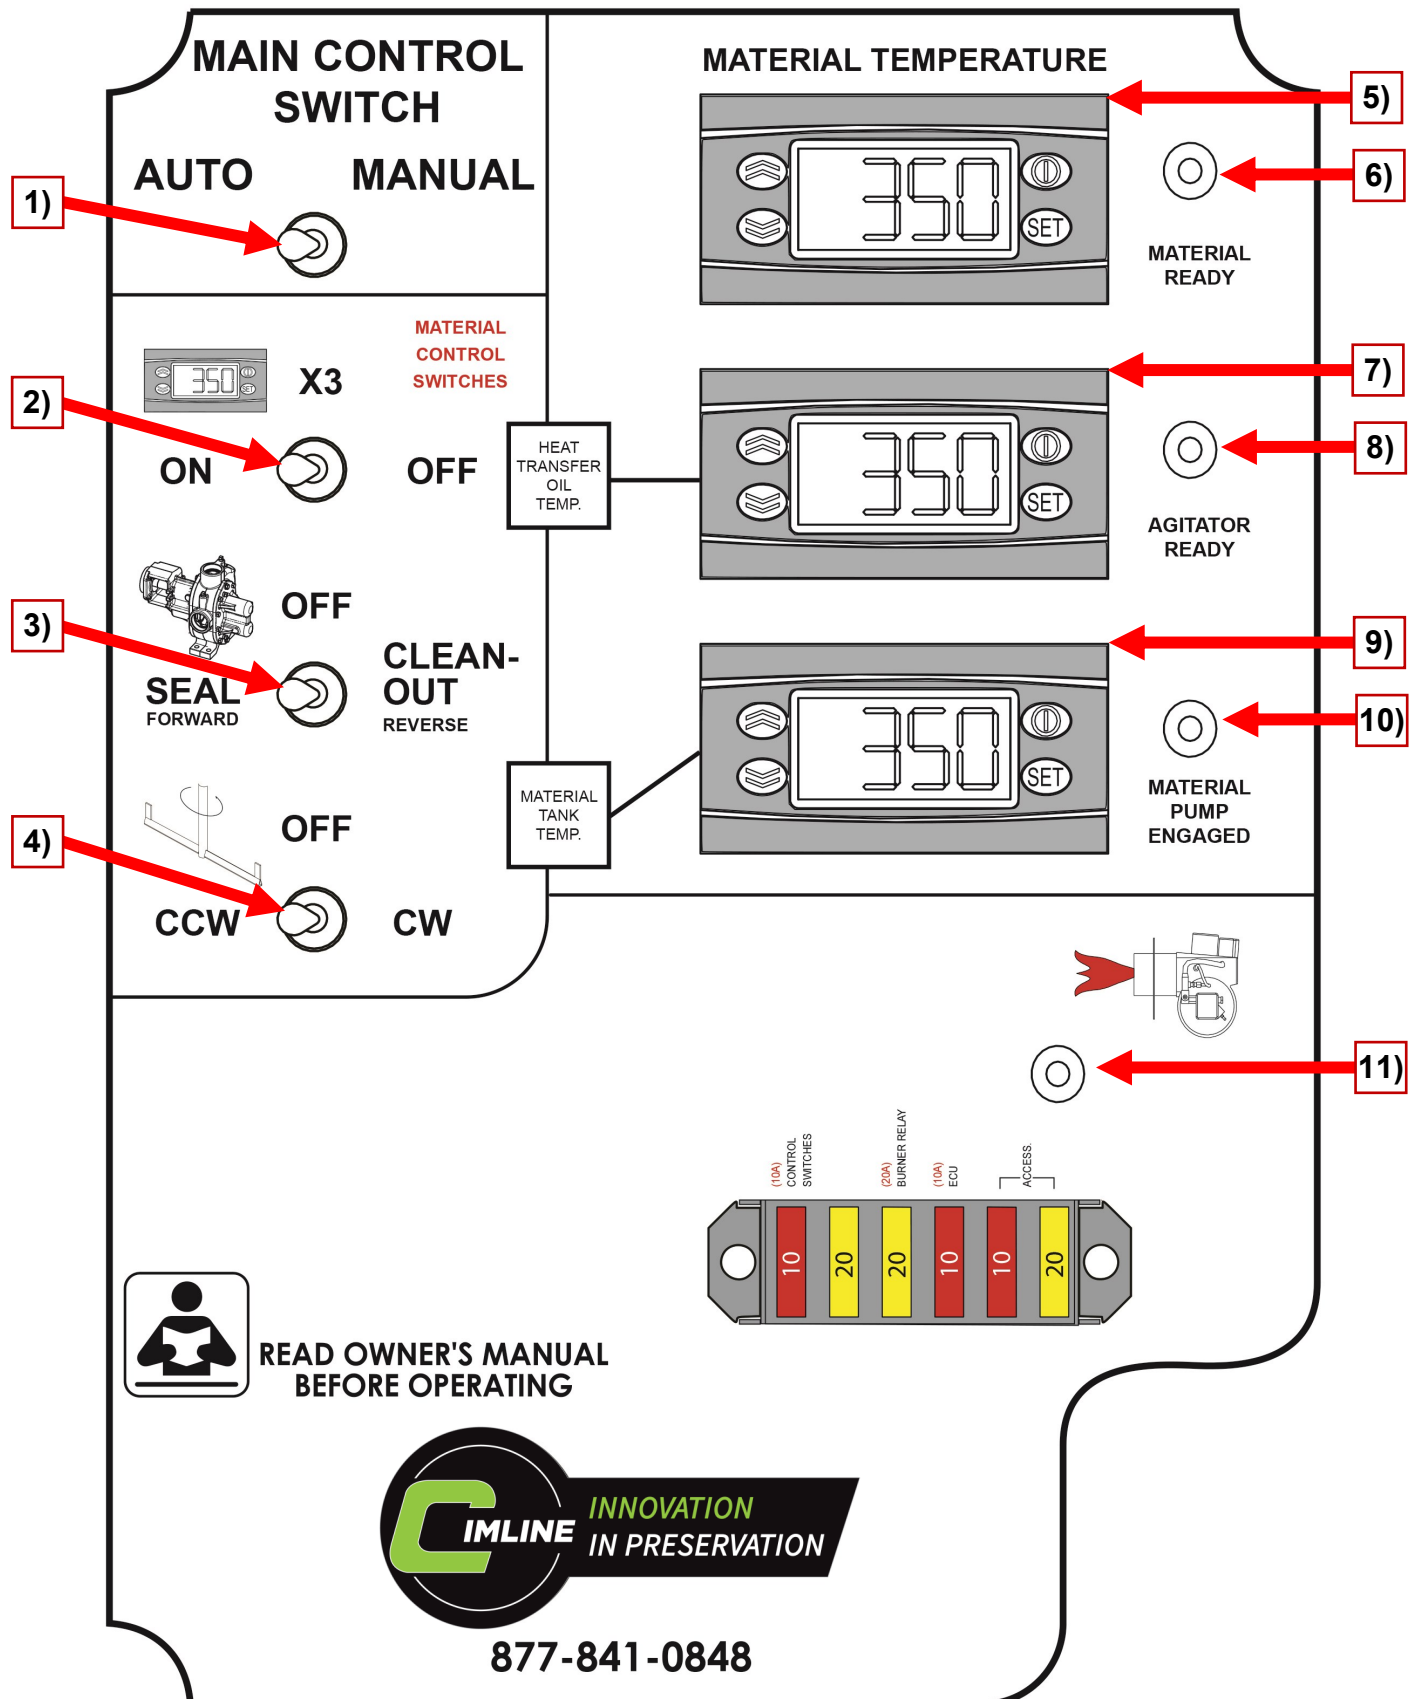 MAIN CONTROL
SWITCH
AUTO
MANUAL
1)
2)
3)
4)
MATERIAL
CONTROL
SWITCHES
350
SET
X3
ON
OFF
OFF
SEAL
FORWARD
CLEAN-
OUT
REVERSE
OFF
CCW
CW
HEAT
TRANSFER
OIL
TEMP.
MATERIAL
TANK
TEMP.
MATERIAL TEMPERATURE
350
SET
5)
6)
MATERIAL
READY
350
SET
7)
8)
AGITATOR
READY
350
SET
9)
10)
MATERIAL
PUMP
ENGAGED
11)
(10A)
CONTROL
SWITCHES
(20A)
BURNER RELAY
(10A)
ECU
ACCESS.
10
20
20
10
10
20
READ OWNER'S MANUAL
BEFORE OPERATING
CIMLINE
INNOVATION
IN PRESERVATION
877-841-0848